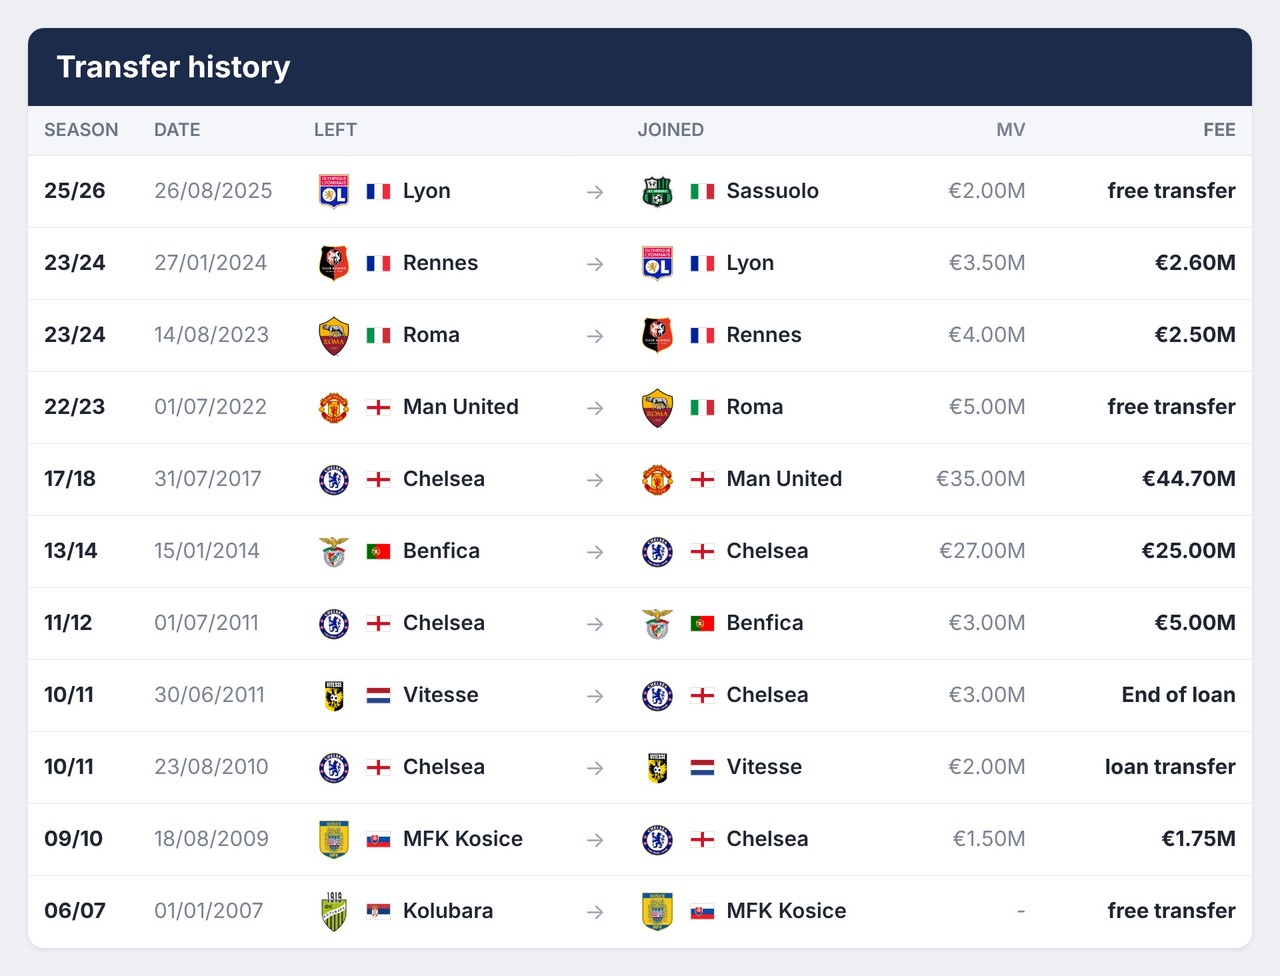 Transfer history
SEASON DATE LEFT JOINED MV FEE
25/26 26/08/2025 Lyon → Sassuolo €2.00M free transfer
23/24 27/01/2024 Rennes → Lyon €3.50M €2.60M
23/24 14/08/2023 Roma → Rennes €4.00M €2.50M
22/23 01/07/2022 Man United → Roma €5.00M free transfer
17/18 31/07/2017 Chelsea → Man United €35.00M €44.70M
13/14 15/01/2014 Benfica → Chelsea €27.00M €25.00M
11/12 01/07/2011 Chelsea → Benfica €3.00M €5.00M
10/11 30/06/2011 Vitesse → Chelsea €3.00M End of loan
10/11 23/08/2010 Chelsea → Vitesse €2.00M loan transfer
09/10 18/08/2009 MFK Kosice → Chelsea €1.50M €1.75M
06/07 01/01/2007 Kolubara → MFK Kosice - free transfer